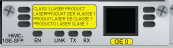 CLASS 1 LASER PRODUCT
LASERPRODUKT DER KLASSE 1
PRODUIT LASER DE CLASSE 1
PRODUCTO LASER CLASE 1
HWIC-
1GE-SFP
EN LINK TX RX
GE 0